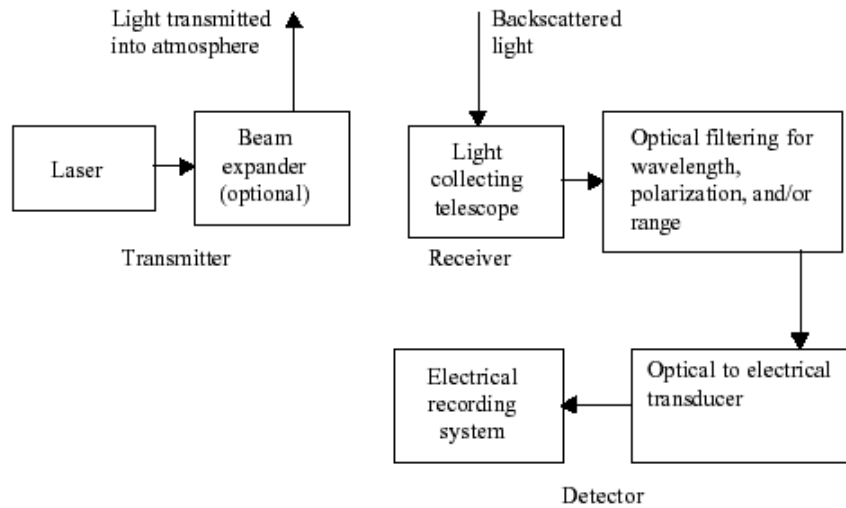 Light transmitted
into atmosphere
Backscattered
light
Laser
Beam
expander
(optional)
Light
collecting
telescope
Optical filtering for
wavelength,
polarization, and/or
range
Transmitter
Receiver
Electrical
recording
system
Optical to electrical
transducer
Detector